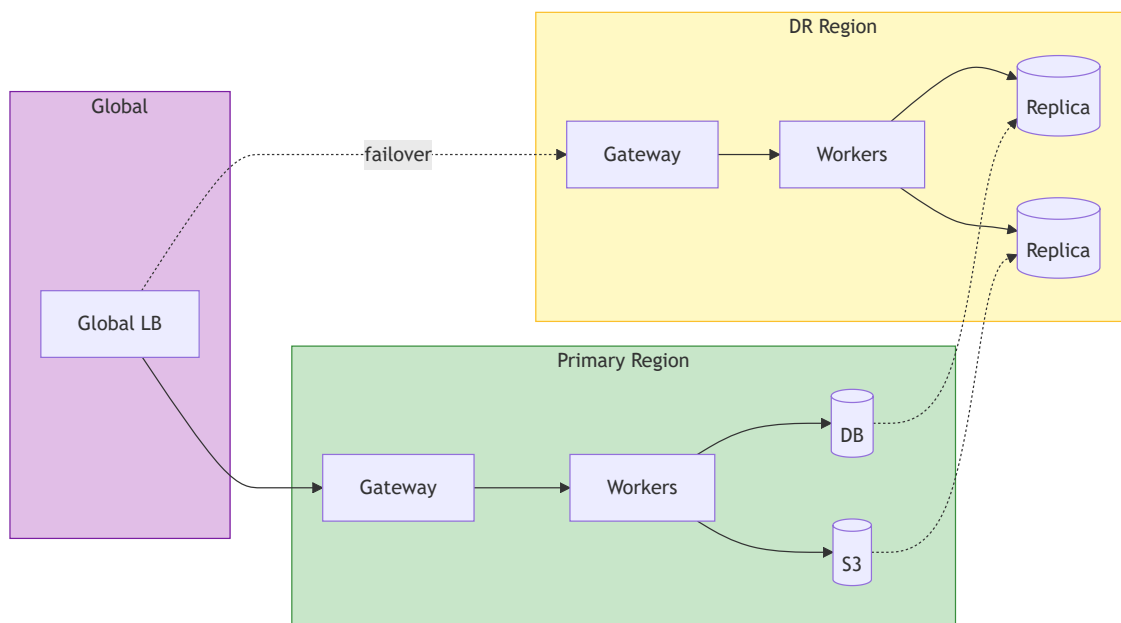 DR Region
Global
Replica
failover
Gateway
Workers
Replica
Global LB
Primary Region
DB
Gateway
Workers
S3